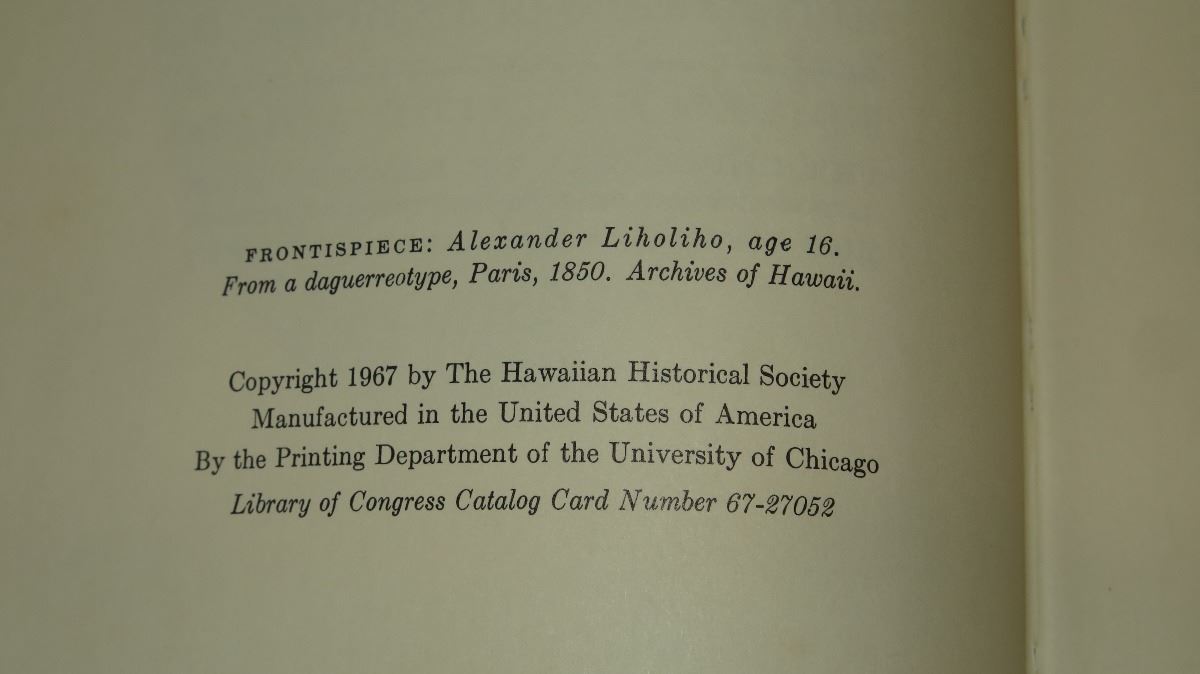 FRONTISPIECE: Alexander Liholiho, age 16.
From a daguerreotype, Paris, 1850. Archives of Hawaii.
Copyright 1967 by The Hawaiian Historical Society
Manufactured in the United States of America
By the Printing Department of the University of Chicago
Library of Congress Catalog Card Number 67-27052